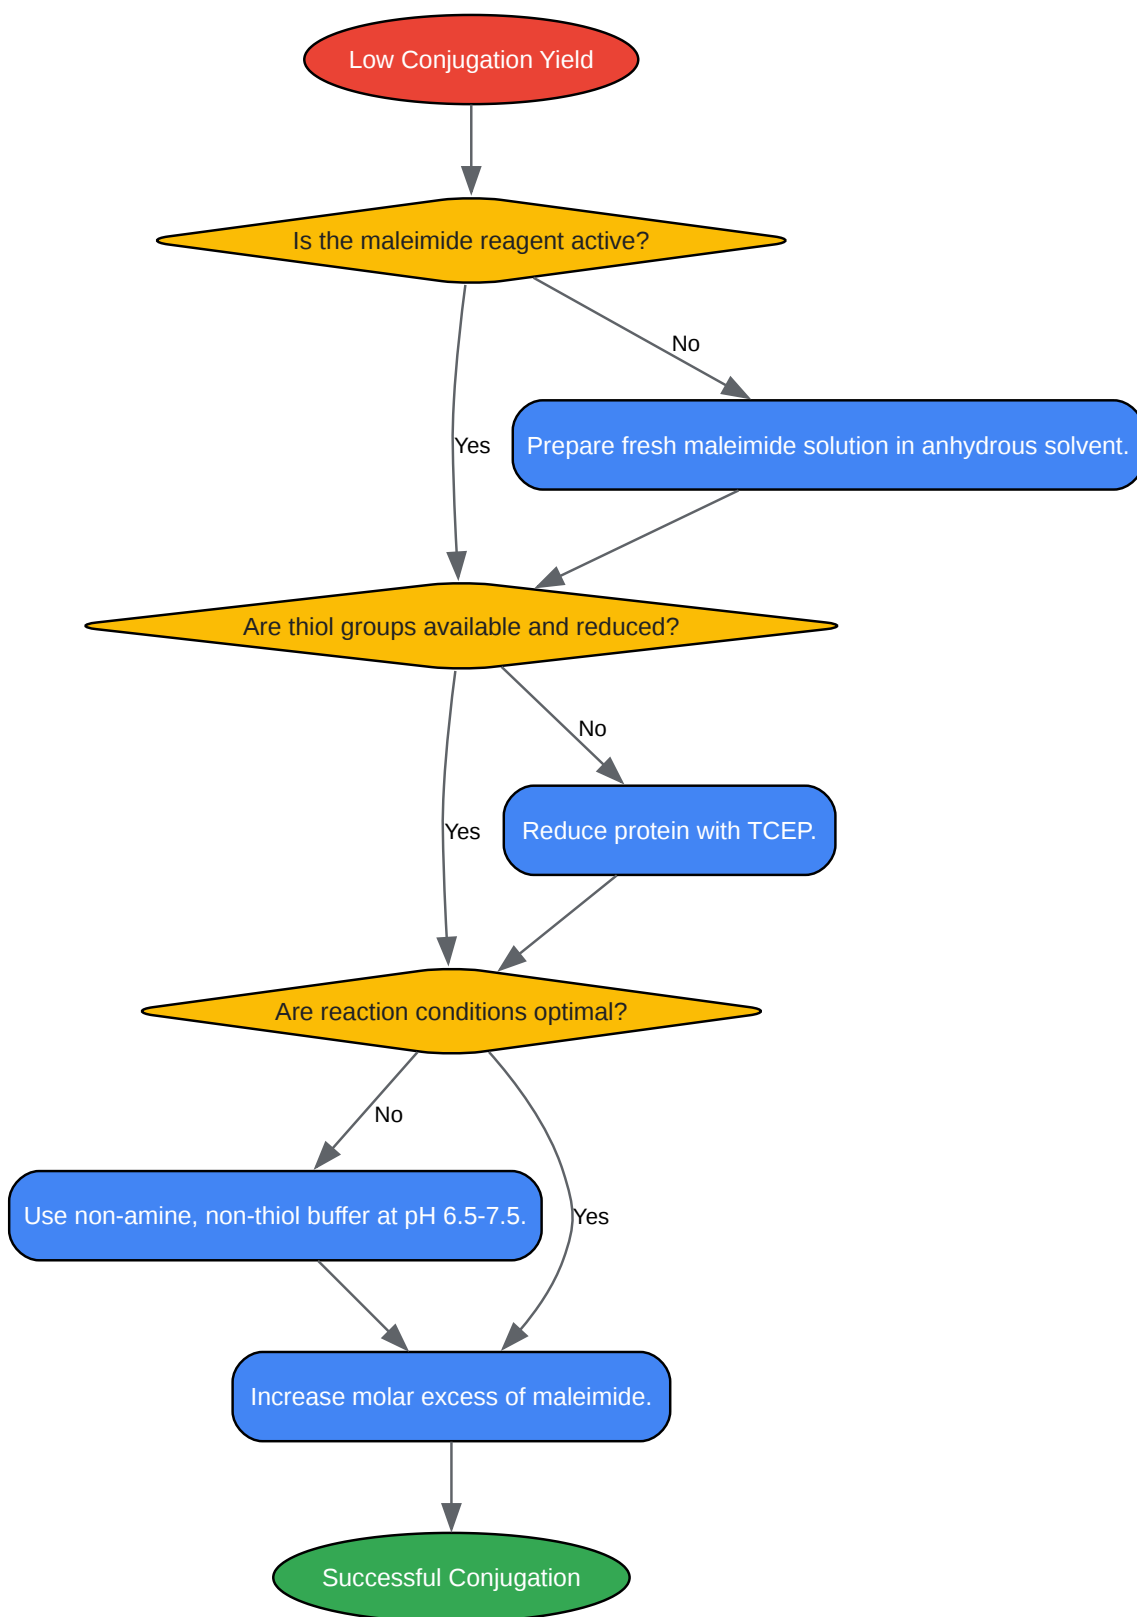 Low Conjugation Yield
Is the maleimide reagent active?
No
Yes
Prepare fresh maleimide solution in anhydrous solvent.
Are thiol groups available and reduced?
No
Yes
Reduce protein with TCEP.
Are reaction conditions optimal?
No
Use non-amine, non-thiol buffer at pH 6.5-7.5.
Yes
Increase molar excess of maleimide.
Successful Conjugation